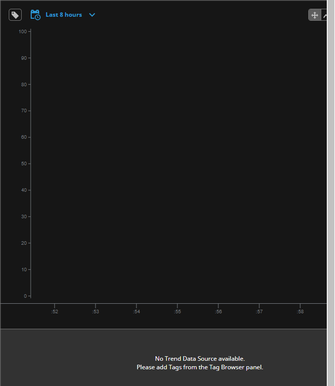 Last 8 hours
100
90
80
70
60
50
40
30
20
10
0
:52 :53 :54 :55 :56 :57 :58
No Trend Data Source available.
Please add Tags from the Tag Browser panel.